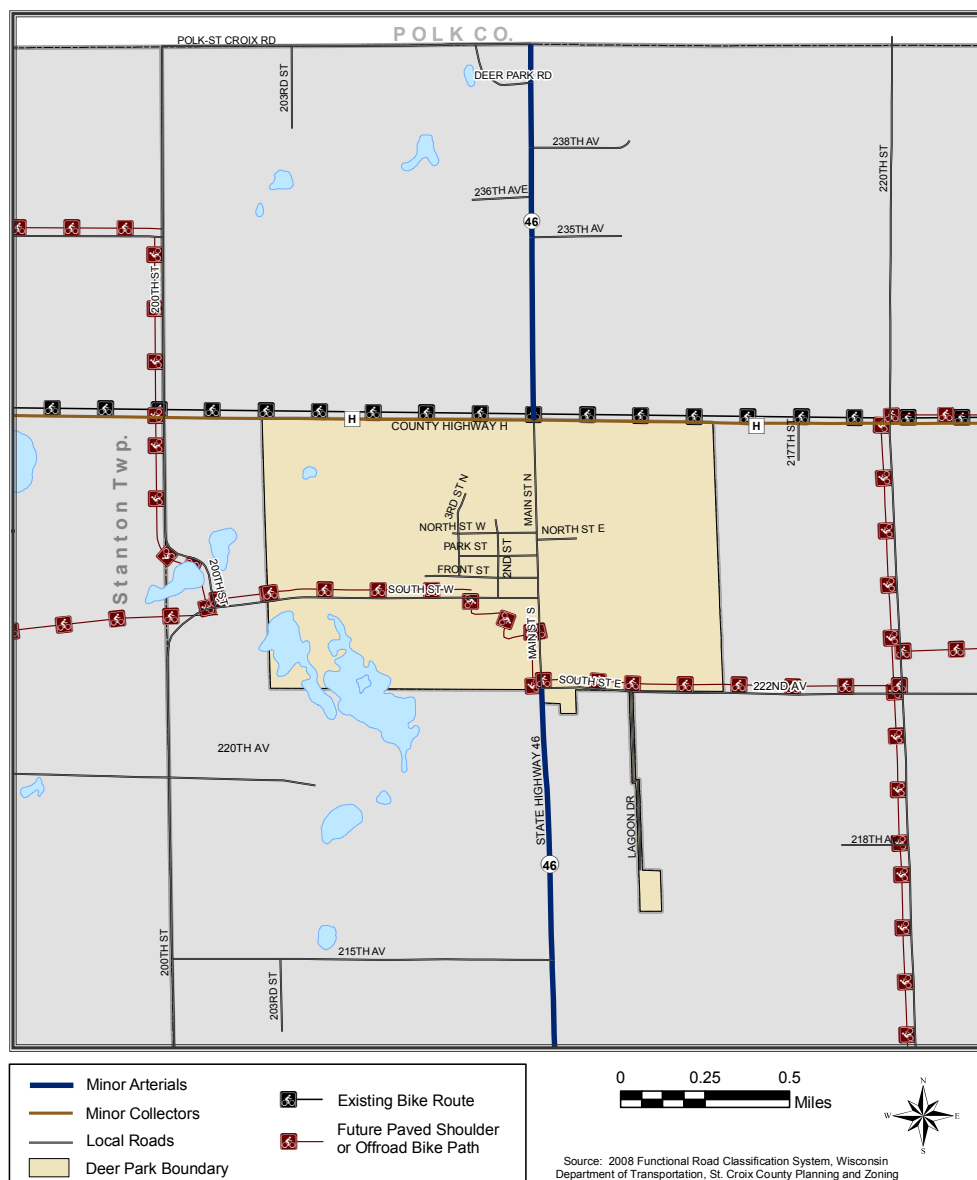 POLK CO.
POLK-ST CROIX RD
DEER PARK RD
203RD ST
238TH AV
220TH ST
236TH AVE
46
235TH AV
200TH ST
H
COUNTY HIGHWAY H
H
217TH ST
Stanton Twp.
3RD ST N
MAIN ST N
NORTH ST W
NORTH ST E
PARK ST
2ND ST
FRONT ST
200TH ST
SOUTH ST W
MAIN ST S
SOUTH ST E
222ND AV
220TH AV
STATE HIGHWAY 46
LAGOON DR
218TH AV
46
215TH AV
200TH ST
203RD ST
Minor Arterials
Minor Collectors
Local Roads
Deer Park Boundary
Existing Bike Route
Future Paved Shoulder
or Offroad Bike Path
0 0.25 0.5
Miles
N
W E
S
Source: 2008 Functional Road Classification System, Wisconsin
Department of Transportation, St. Croix County Planning and Zoning